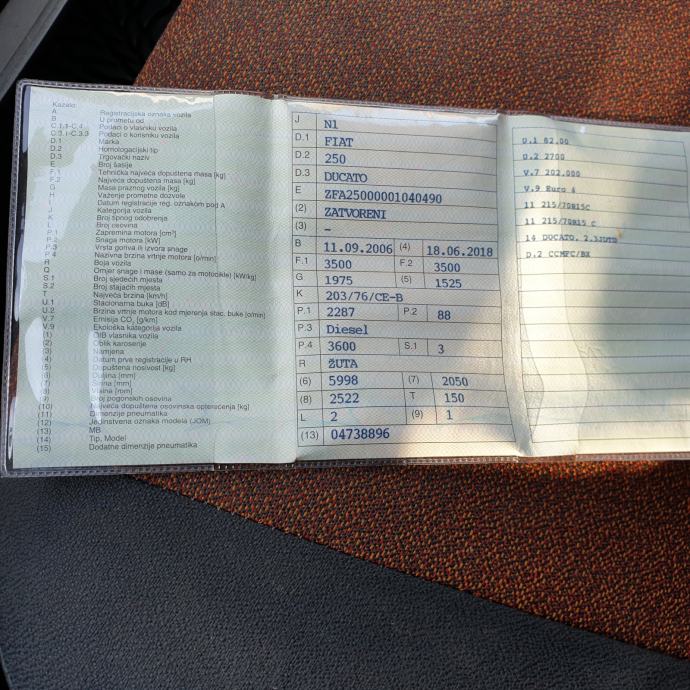 Kazalo:
A Registracijska oznaka vozila
B U prometu od
C.1.1-C.4 Podaci o vlasniku vozila
C.3.1-C.3.3 Podaci o korisniku vozila
D.1 Marka
D.2 Homologacijski tip
D.3 Trgovački naziv
E Broj šasije
F.1 Tehnička najveća dopuštena masa [kg]
F.2 Najveća dopuštena masa [kg]
G Masa praznog vozila [kg]
H Važenje prometne dozvole
I Datum registracije reg. oznakom pod A
J Kategorija vozila
K Broj tipnog odobrenja
L Broj osovina
P.1 Zapremina motora [cm³]
P.2 Snaga motora [kW]
P.3 Vrsta goriva ili izvora snage
P.4 Nazivna brzina vrtnje motora [o/min]
R Boja vozila
Q Omjer snage i mase (samo za motocikle) [kW/kg]
S.1 Broj sjedećih mjesta
S.2 Broj stajaćih mjesta
T Najveća brzina [km/h]
U.1 Stacionarna buka [dB]
U.2 Brzina vrtnje motora kod mjerenja stac. buke [o/min]
V.7 Emisija CO₂ [g/km]
V.9 Ekološka kategorija vozila
(1) OIB vlasnika vozila
(2) Oblik karoserije
(3) Namjena
(4) Datum prve registracije u RH
(5) Dopuštena nosivost [kg]
(6) Dužina [mm]
(7) Širina [mm]
(8) Visina [mm]
(9) Broj pogonskih osovina
(10) Najveća dopuštena osovinska opterećenja [kg]
(11) Dimenzije pneumatika
(12) Jedinstvena oznaka modela (JOM)
(13) MB
(14) Tip, Model
(15) Dodatne dimenzije pneumatika
J N1
D.1 FIAT
D.2 250
D.3 DUCATO
E ZFA25000001040490
(2) ZATVORENI
(3) –
B 11.09.2006 (4) 18.06.2018
F.1 3500 F.2 3500
G 1975 (5) 1525
K 203/76/CE-B
P.1 2287 P.2 88
P.3 Diesel
P.4 3600 S.1 3
R ŽUTA
(6) 5998 (7) 2050
(8) 2522 T 150
L 2 (9) 1
(13) 04738896
U.1 82.00
U.2 2700
V.7 202.000
V.9 Euro 4
11 215/70R15C
11 215/70R15 C
14 DUCATO, 2.3JDTD
D.2 CCMFC/BX